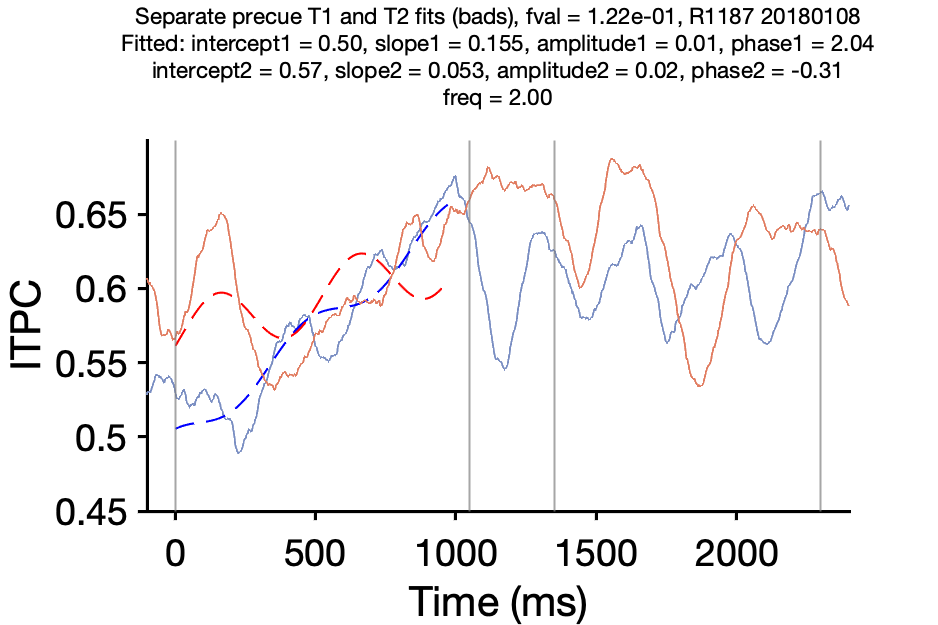 Separate precue T1 and T2 fits (bads), fval = 1.22e-01, R1187 20180108
Fitted: intercept1 = 0.50, slope1 = 0.155, amplitude1 = 0.01, phase1 = 2.04
intercept2 = 0.57, slope2 = 0.053, amplitude2 = 0.02, phase2 = -0.31
freq = 2.00
ITPC
0.65
0.6
0.55
0.5
0.45
0 500 1000 1500 2000
Time (ms)